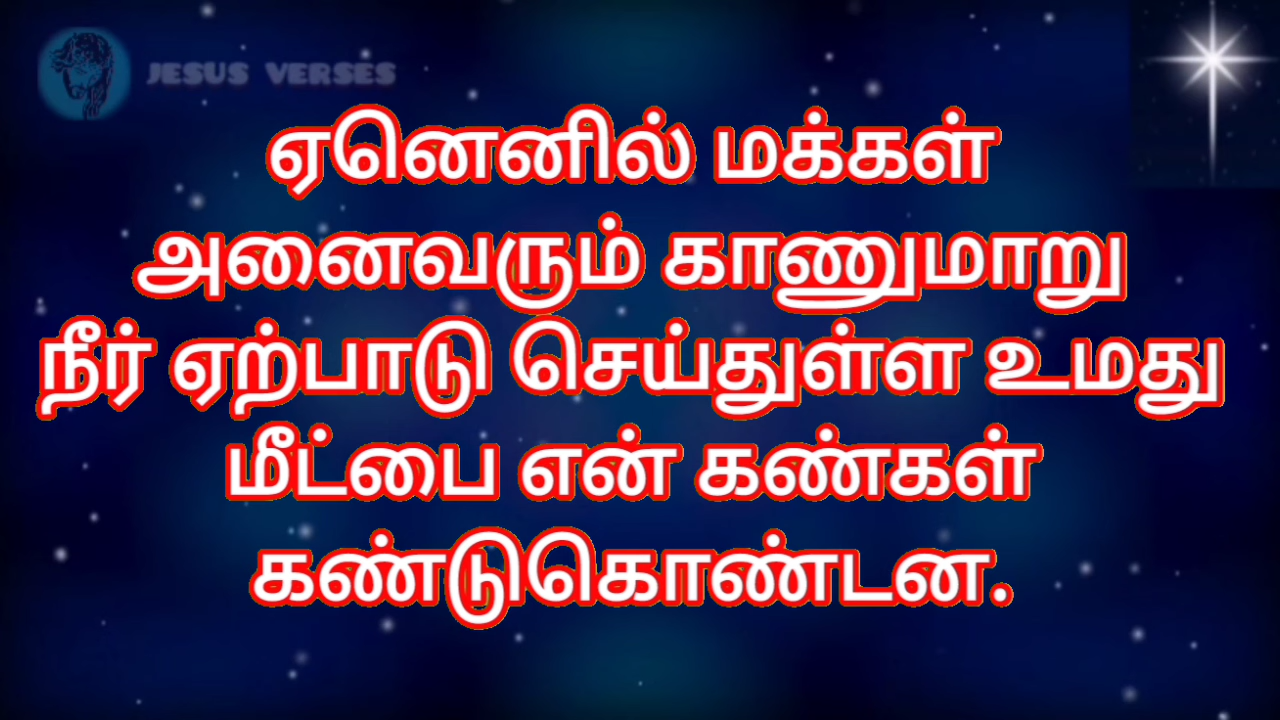 JESUS VERSES
ஏனெனில் மக்கள்
அனைவரும் காணுமாறு
நீர் ஏற்பாடு செய்துள்ள உமது
மீட்பை என் கண்கள்
கண்டுகொண்டன.